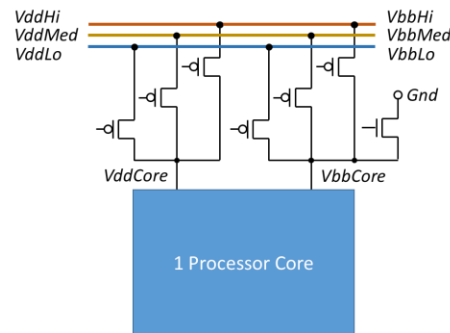 VddHi
VbbHi
VddMed
VbbMed
VddLo
VbbLo
Gnd
VddCore
VbbCore
1 Processor Core